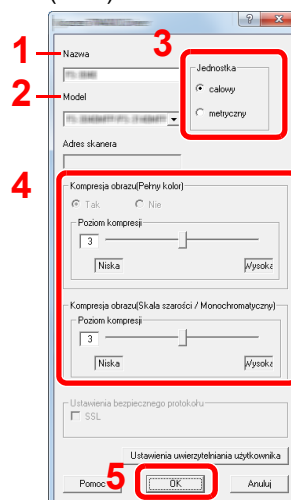 1 Nazwa
3
Jednostka
calowy
metryczny
2 Model
Adres skanera
4
Kompresja obrazu(Pełny kolor)
Tak Nie
Poziom kompresji
3
Niska Wysoka
Kompresja obrazu(Skala szarości / Monochromatyczny)
Poziom kompresji
3
Niska Wysoka
Ustawienia bezpiecznego protokołu
SSL
Ustawienia uwierzytelniania użytkownika
Pomoc 5 OK Anuluj